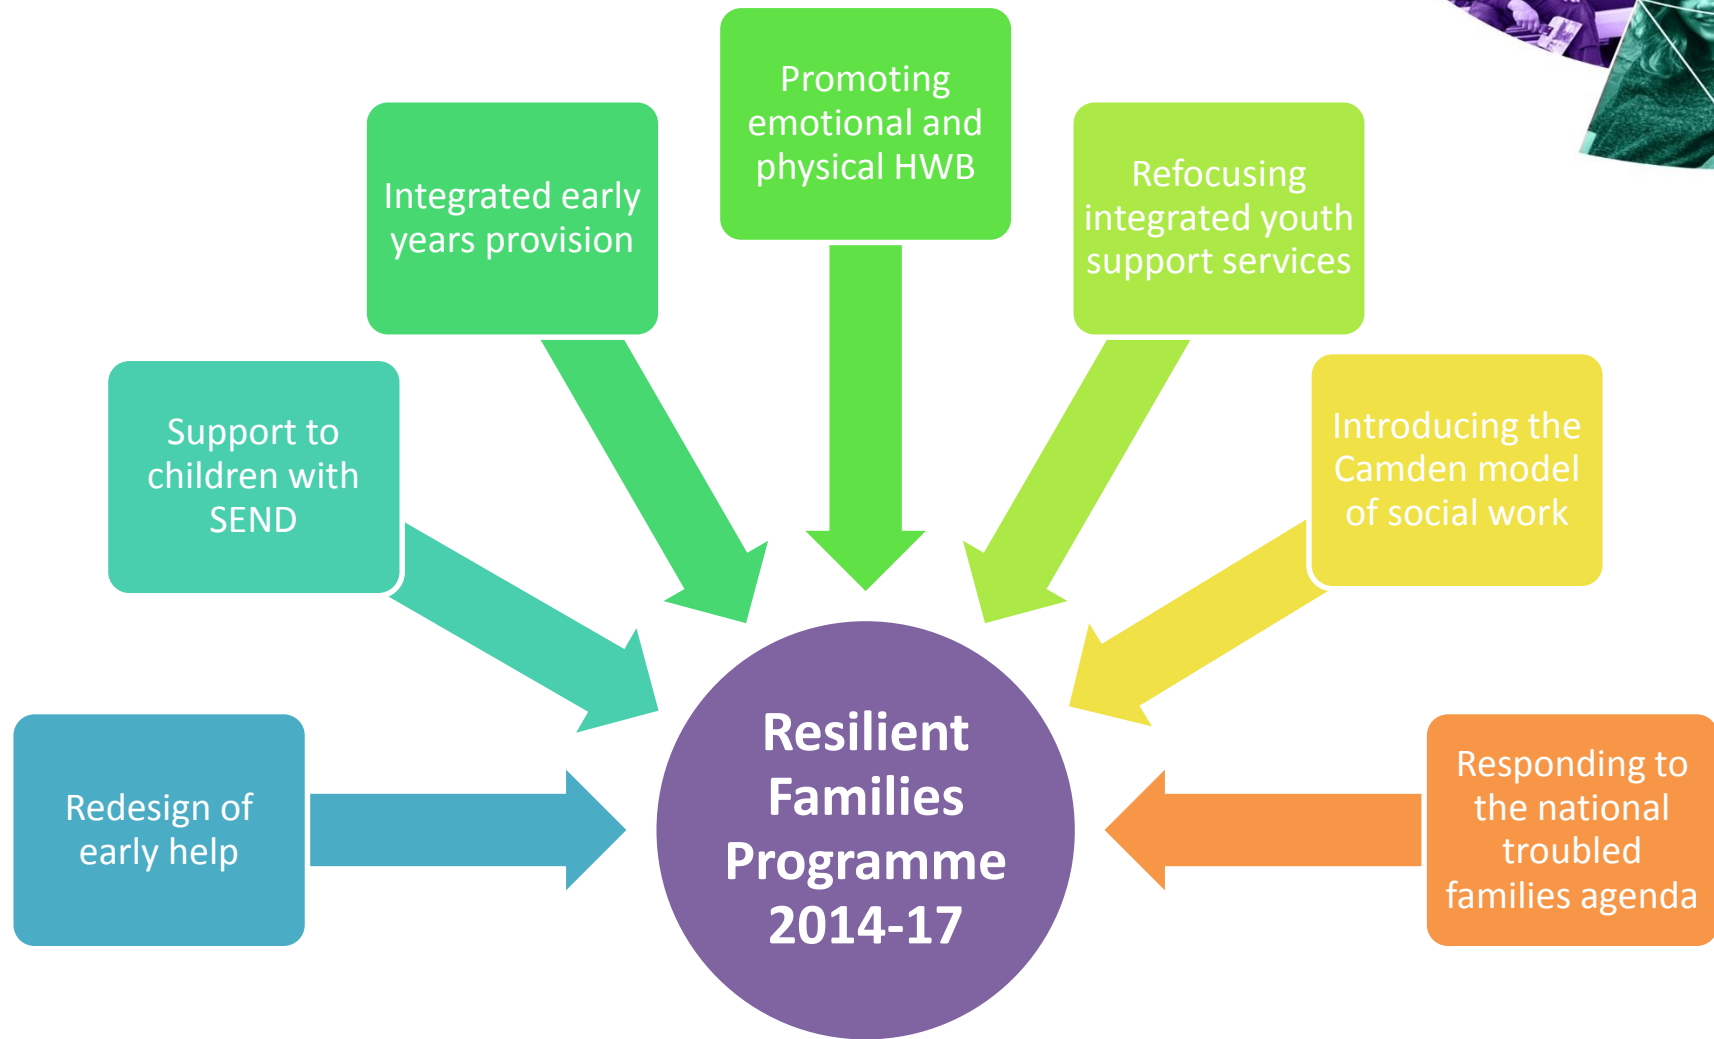 Promoting
emotional and
physical HWB
Integrated early
years provision
Refocusing
integrated youth
support services
Support to
children with
SEND
Introducing the
Camden model
of social work
Redesign of
early help
Resilient
Families
Programme
2014-17
Responding to
the national
troubled
families agenda